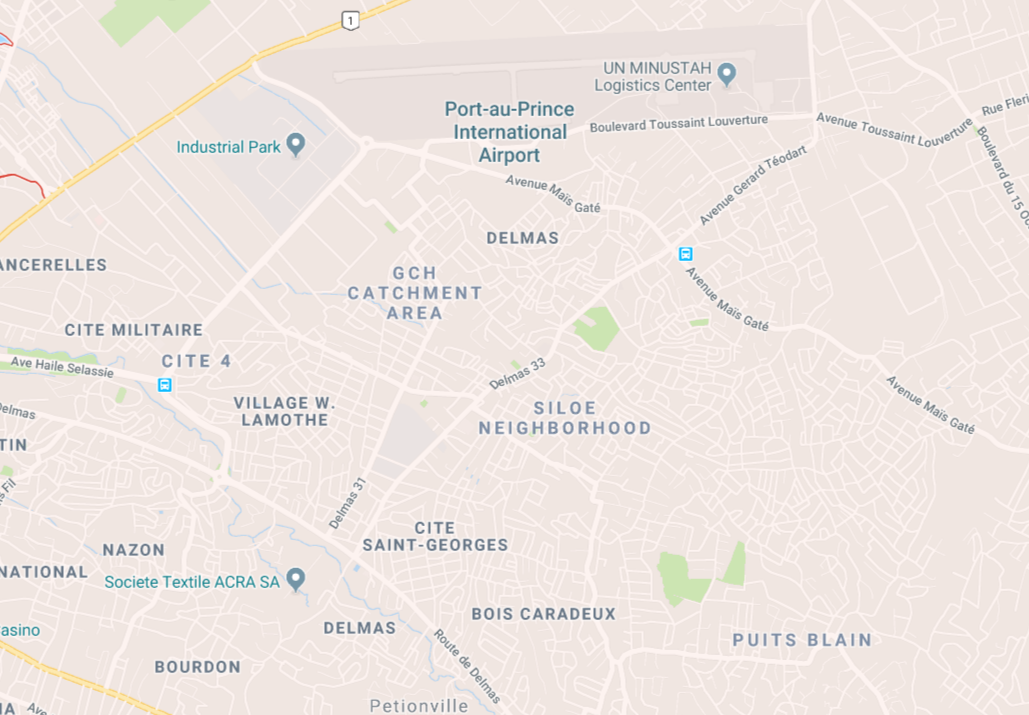 1
UN MINUSTAH
Logistics Center
Port-au-Prince
International
Airport
Boulevard Toussaint Louverture
Avenue Toussaint Louverture
Rue Fleri
Boulevard du 15 Oc
Industrial Park
Avenue Maïs Gaté
Avenue Gerard Téodart
DELMAS
ANCERELLES
GCH
CATCHMENT
AREA
Avenue Maïs Gaté
CITE MILITAIRE
CITE 4
Ave Haile Selassie
Delmas 33
Avenue Maïs Gaté
VILLAGE W.
LAMOTHE
Delmas
SILOE
NEIGHBORHOOD
TIN
s Fil
Delmas 31
CITE
SAINT-GEORGES
NAZON
NATIONAL
Societe Textile ACRA SA
BOIS CARADEUX
asino
DELMAS
PUITS BLAIN
Route de Delmas
BOURDON
Petionville
IA
Ave